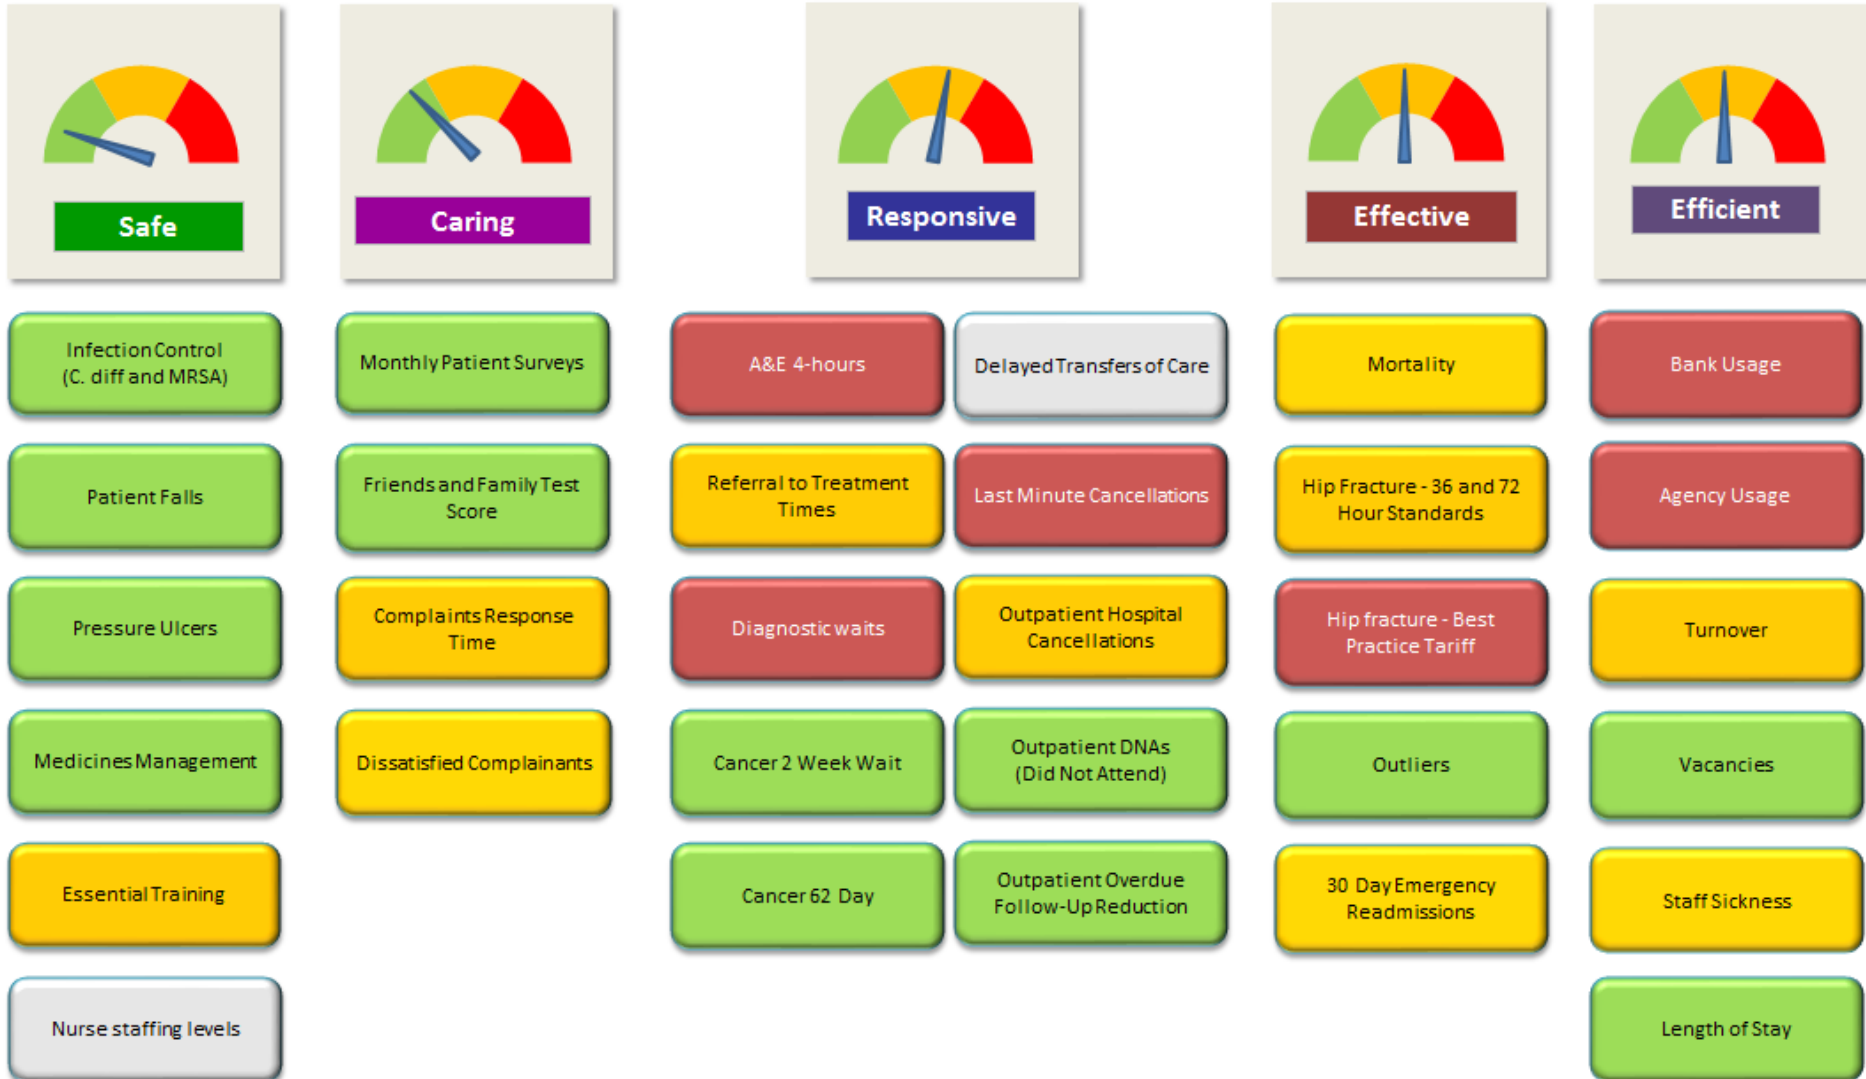 Safe
Caring
Responsive
Effective
Efficient
Infection Control
(C. diff and MRSA)
Patient Falls
Pressure Ulcers
Medicines Management
Essential Training
Nurse staffing levels
Monthly Patient Surveys
Friends and Family Test
Score
Complaints Response
Time
Dissatisfied Complainants
A&E 4-hours
Referral to Treatment
Times
Diagnostic waits
Cancer 2 Week Wait
Cancer 62 Day
Delayed Transfers of Care
Last Minute Cancellations
Outpatient Hospital
Cancellations
Outpatient DNAs
(Did Not Attend)
Outpatient Overdue
Follow-Up Reduction
Mortality
Hip Fracture - 36 and 72
Hour Standards
Hip fracture - Best
Practice Tariff
Outliers
30 Day Emergency
Readmissions
Bank Usage
Agency Usage
Turnover
Vacancies
Staff Sickness
Length of Stay